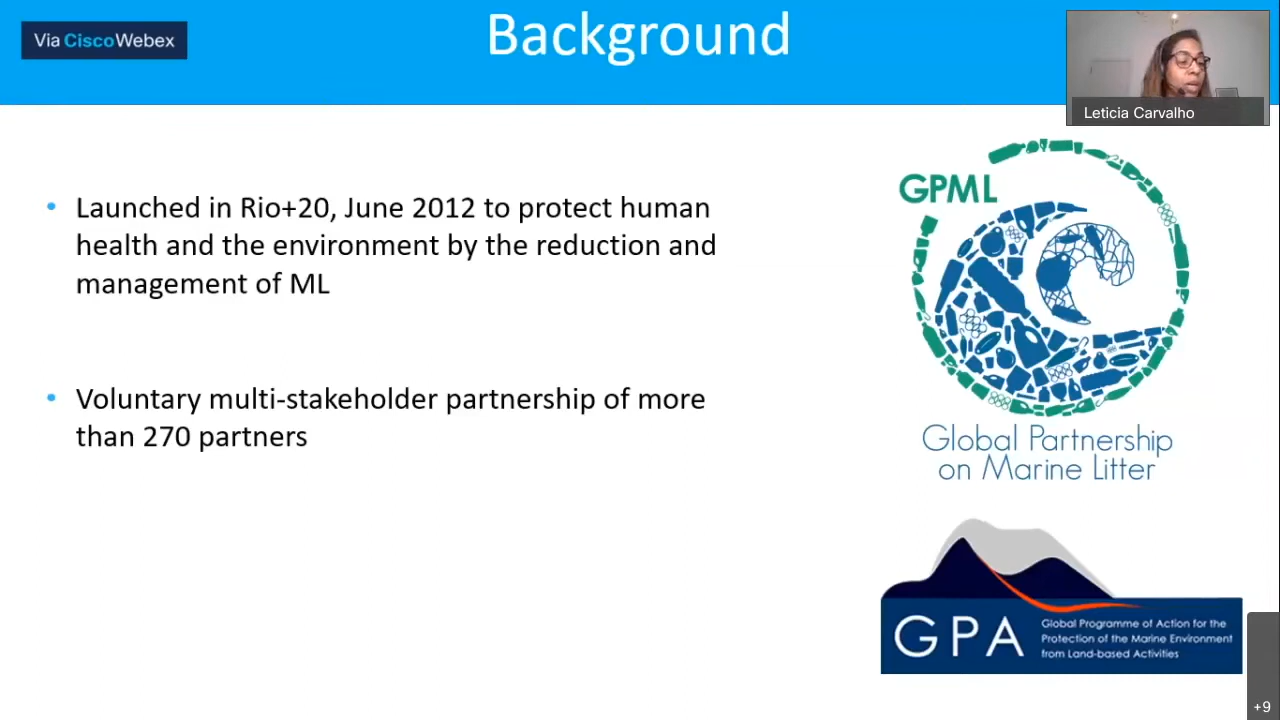 Via CiscoWebex
Background
Leticia Carvalho
• Launched in Rio+20, June 2012 to protect human
health and the environment by the reduction and
management of ML
• Voluntary multi-stakeholder partnership of more
than 270 partners
GPML
Global Partnership
on Marine Litter
GPA
Global Programme of Action for the
Protection of the Marine Environment
from Land-based Activities
+9